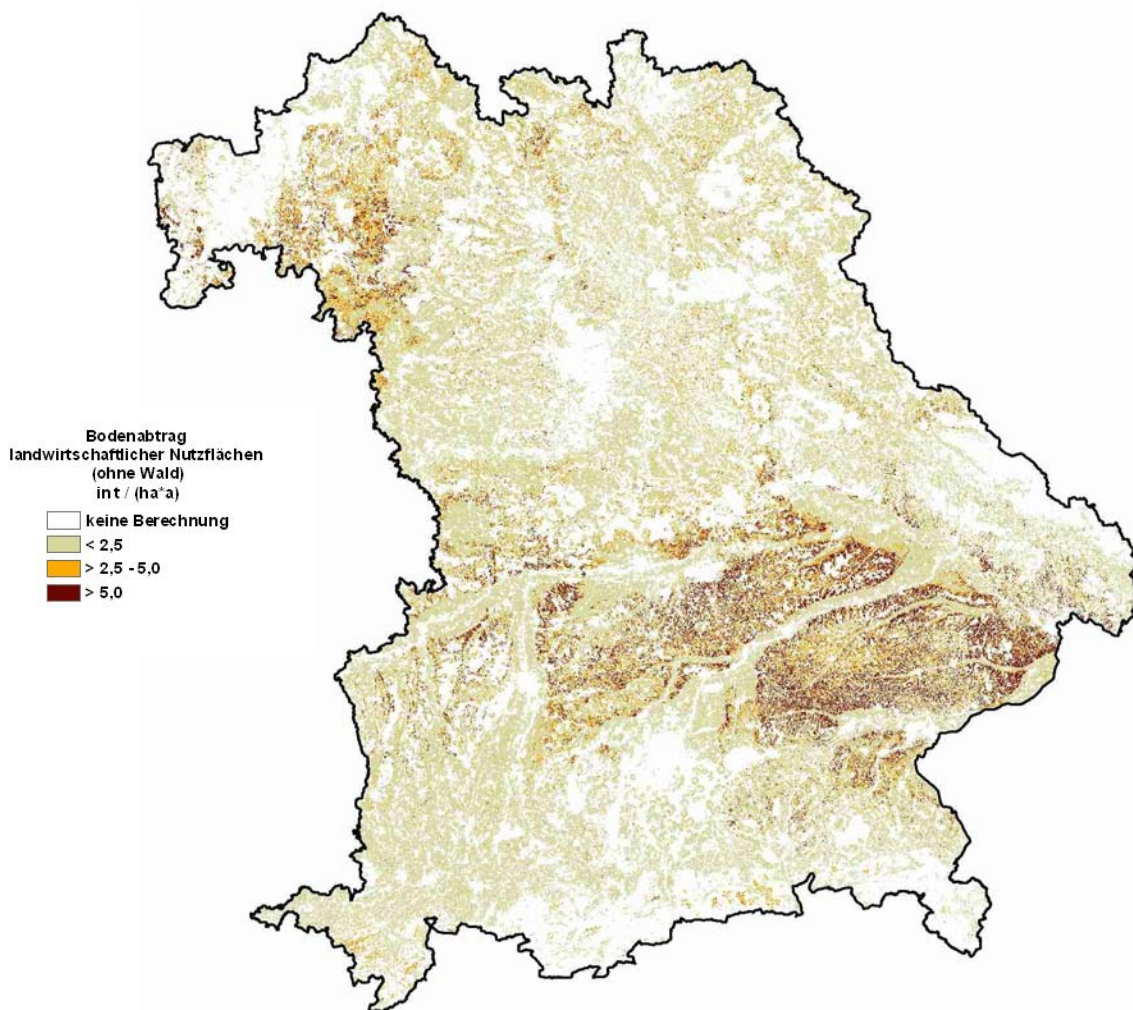 Bodenabtrag
landwirtschaftlicher Nutzflächen
(ohne Wald)
in t / (ha*a)
keine Berechnung
< 2,5
> 2,5 - 5,0
> 5,0